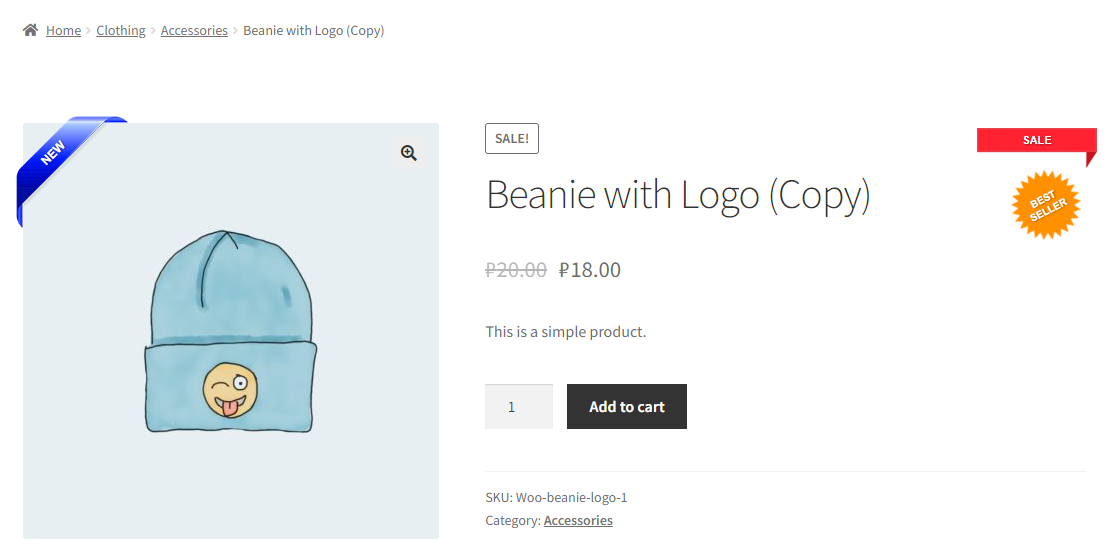 Home > Clothing > Accessories > Beanie with Logo (Copy)
NEW
SALE!
SALE
Beanie with Logo (Copy)
BEST
SELLER
₽20.00 ₽18.00
This is a simple product.
1 Add to cart
SKU: Woo-beanie-logo-1
Category: Accessories